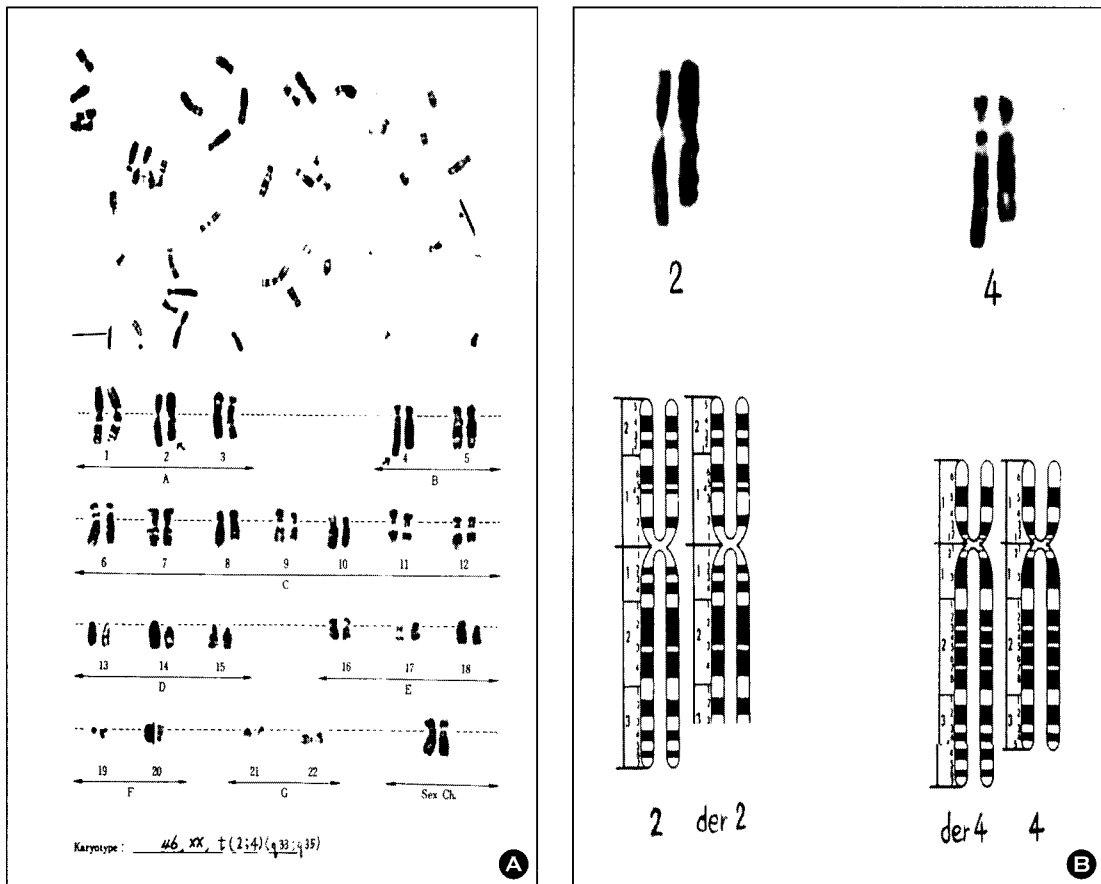 1 2 3 4 5
A B
6 7 8 9 10 11 12
C
13 14 15 16 17 18
D E
19 20 21 22 Sex Ch.
F G
Karyotype : 46, XX, t(2;4)(q33;q35)
A
2 4
2 der 2 der 4 4
B